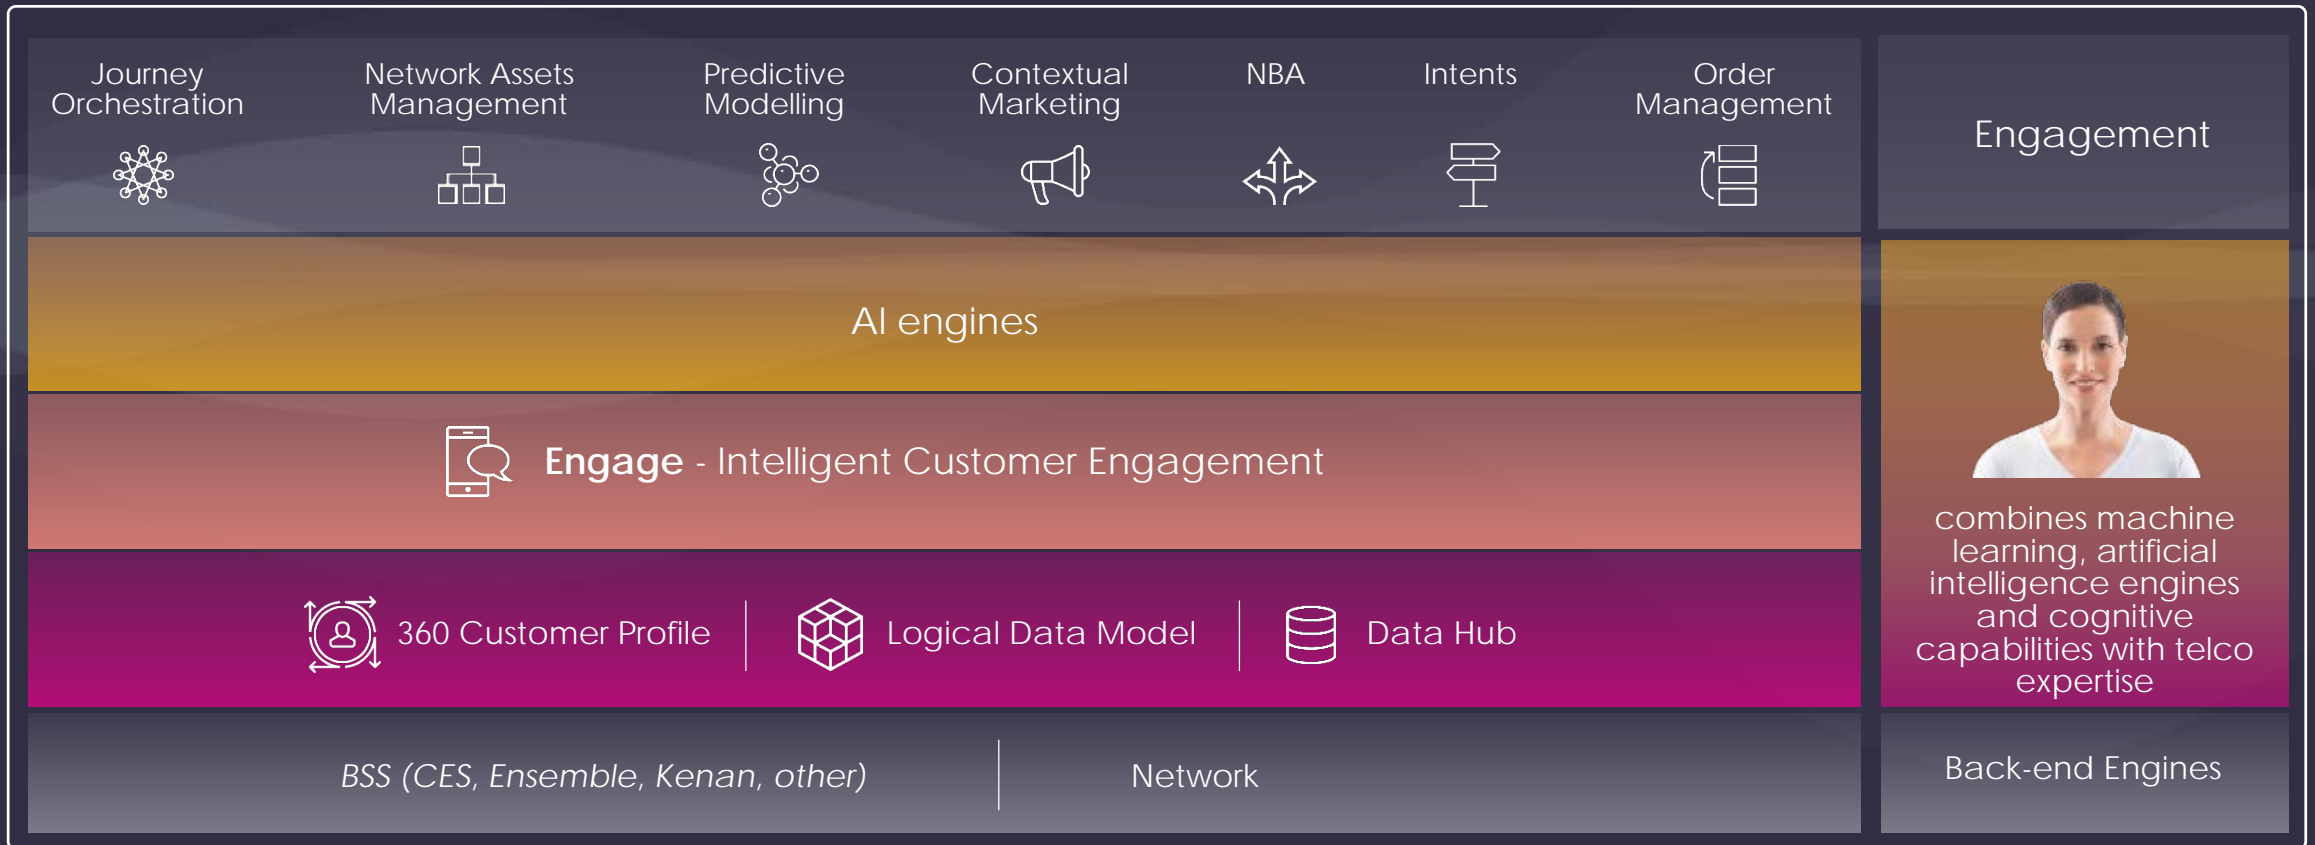 Journey
Orchestration
Network Assets
Management
Predictive
Modelling
Contextual
Marketing
NBA
Intents
Order
Management
Engagement
AI engines
Engage - Intelligent Customer Engagement
360 Customer Profile
Logical Data Model
Data Hub
combines machine
learning, artificial
intelligence engines
and cognitive
capabilities with telco
expertise
BSS (CES, Ensemble, Kenan, other)
Network
Back-end Engines